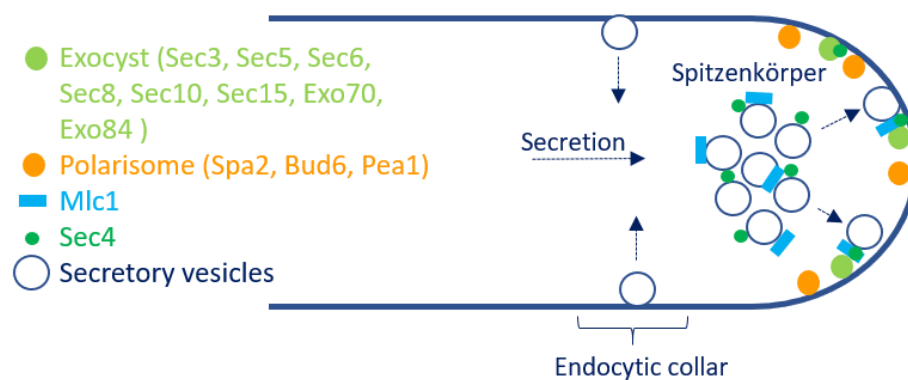 Exocyst (Sec3, Sec5, Sec6,
Sec8, Sec10, Sec15, Exo70,
Exo84 )
Polarisome (Spa2, Bud6, Pea1)
Mlc1
Sec4
Secretory vesicles
Spitzenkörper
Secretion
Endocytic collar